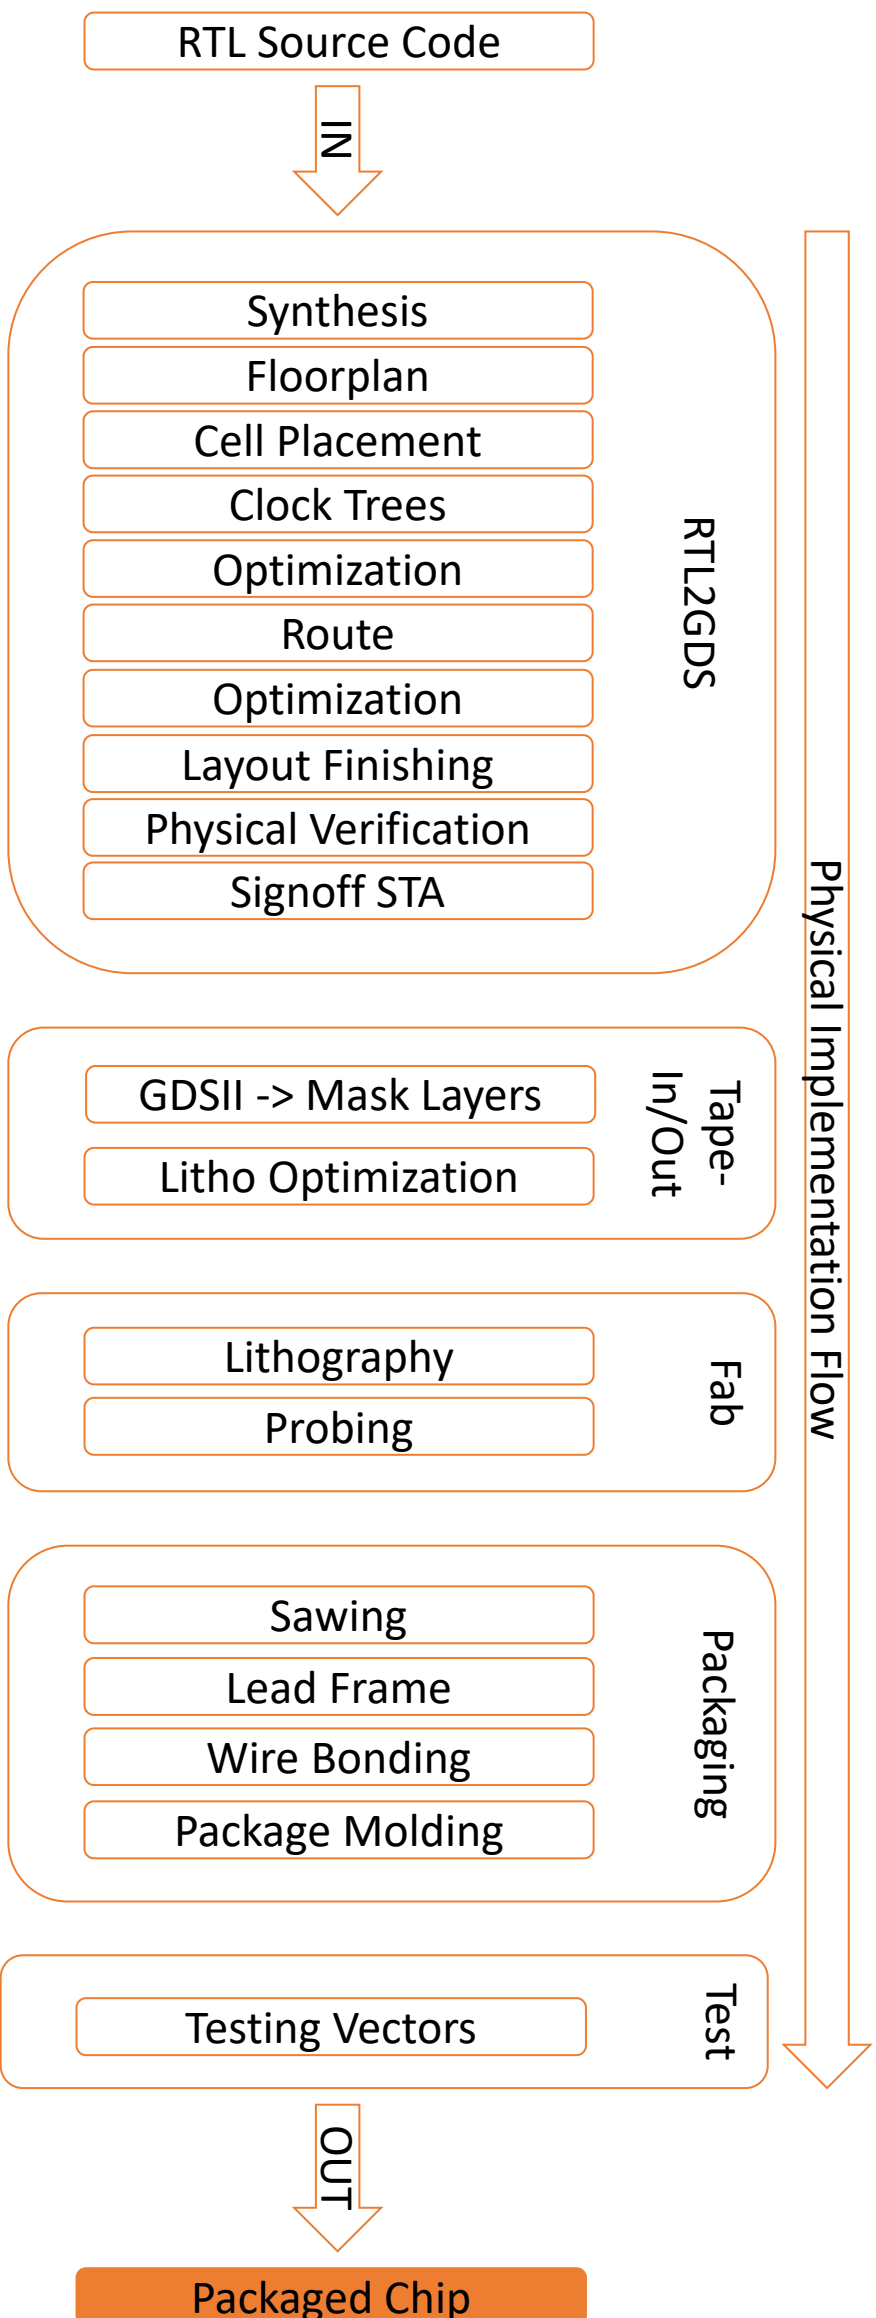 RTL Source Code
IN
Synthesis
Floorplan
Cell Placement
Clock Trees
Optimization
Route
Optimization
Layout Finishing
Physical Verification
Signoff STA
RTL2GDS
GDSII -> Mask Layers
Litho Optimization
Tape-
In/Out
Lithography
Probing
Fab
Sawing
Lead Frame
Wire Bonding
Package Molding
Packaging
Testing Vectors
Test
Physical Implementation Flow
OUT
Packaged Chip